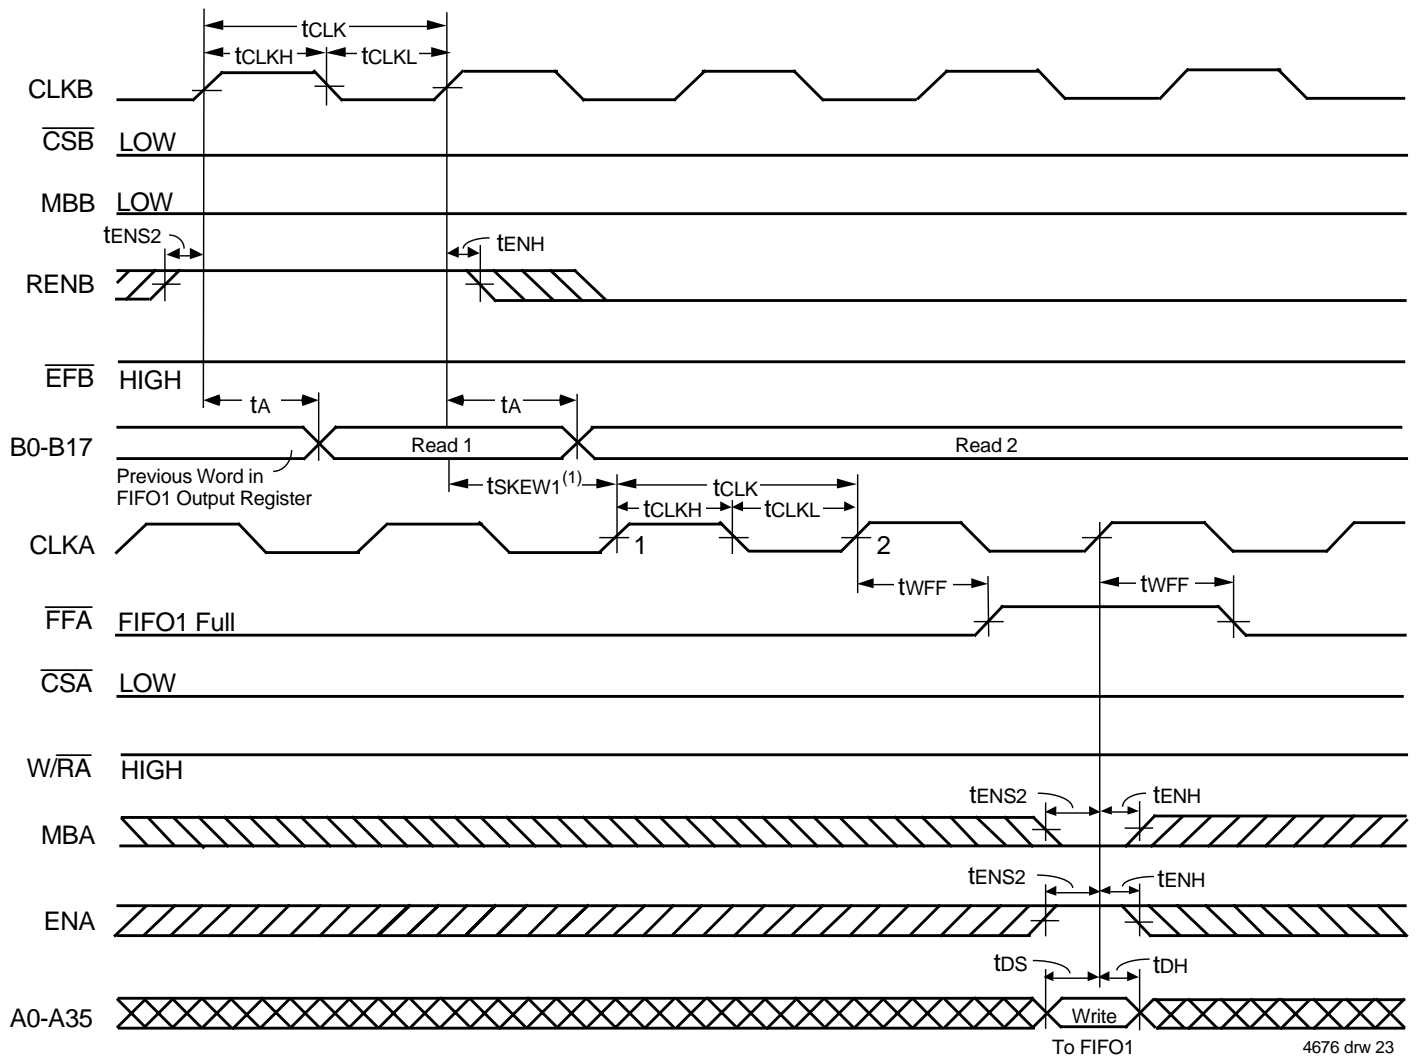 tCLK
tCLKH
tCLKL
CLKB
CSB LOW
MBB LOW
tENS2
tENH
RENB
EFB HIGH
tA
tA
B0-B17
Read 1
Read 2
Previous Word in
FIFO1 Output Register
tSKEW1(1)
tCLK
tCLKH
tCLKL
CLKA
1
2
tWFF
tWFF
FFA FIFO1 Full
CSA LOW
W/RA HIGH
tENS2
tENH
MBA
tENS2
tENH
ENA
tDS
tDH
A0-A35
Write
To FIFO1
4676 drw 23